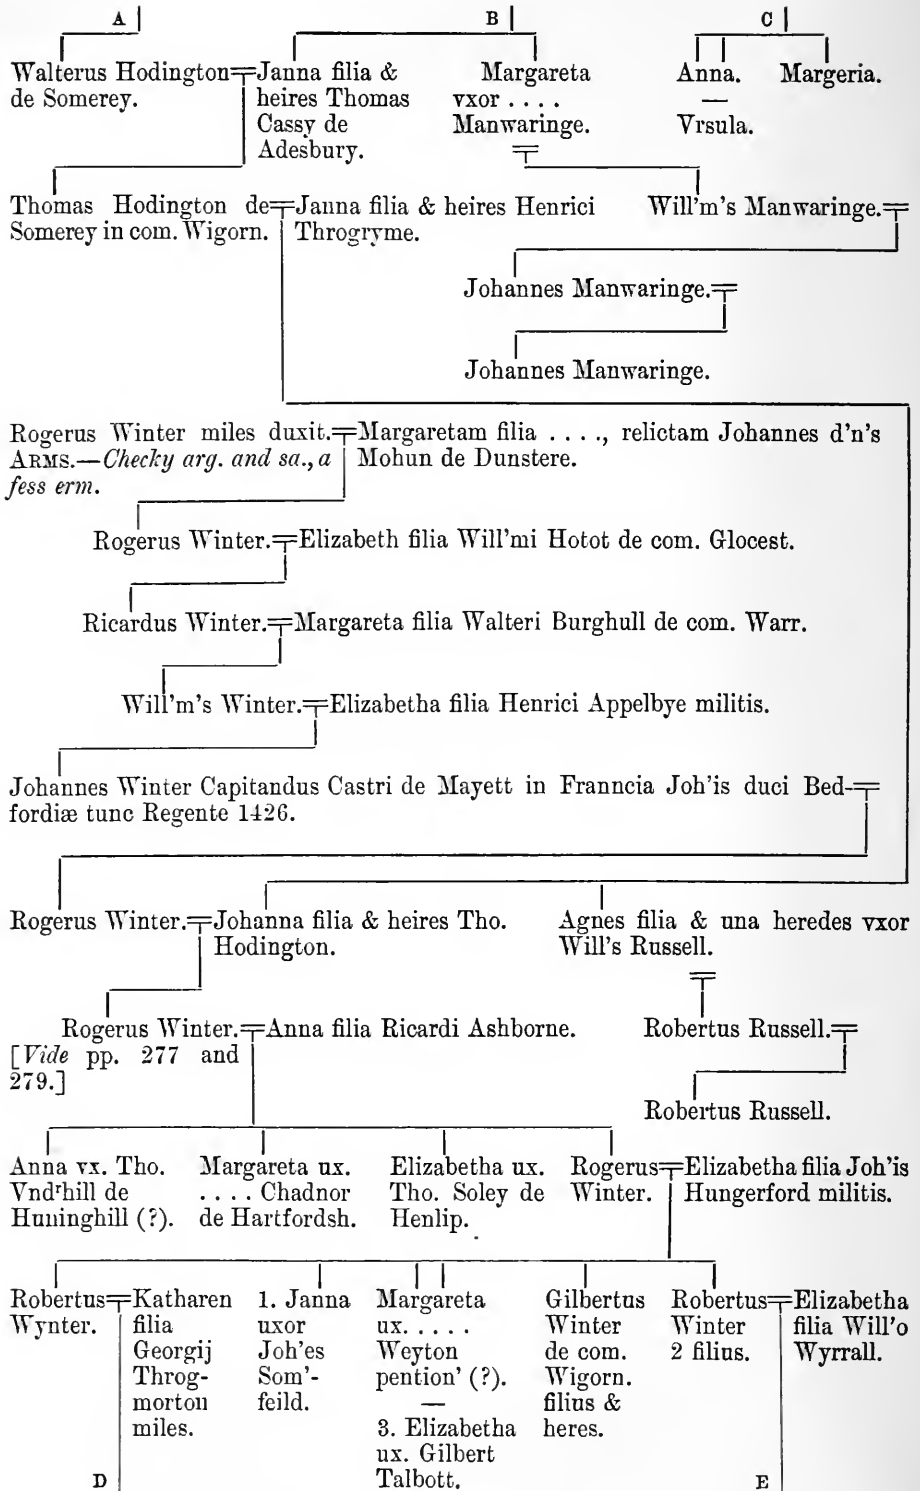 A B C
Walterus Hodington
de Somerey.
Janna filia &
heires Thomas
Cassy de
Adesbury.
Margareta
vxor . . . .
Manwaringe.
Anna.
—
Vrsula.
Margeria.
Thomas Hodington de
Somerey in com. Wigorn.
Janna filia & heires Henrici
Throgryme.
Will'm's Manwaringe.
Johannes Manwaringe.
Johannes Manwaringe.
Rogerus Winter miles duxit.
ARMS.—Checky arg. and sa., a
fess erm.
Margaretam filia . . . ., relictam Johannes d'n's
Mohun de Dunstere.
Rogerus Winter.
Elizabeth filia Will'mi Hotot de com. Glocest.
Ricardus Winter.
Margareta filia Walteri Burghull de com. Warr.
Will'm's Winter.
Elizabetha filia Henrici Appelbye militis.
Johannes Winter Capitandus Castri de Mayett in Franncia Joh'is duci Bed-
fordiæ tunc Regente 1426.
Rogerus Winter.
Johanna filia & heires Tho.
Hodington.
Agnes filia & una heredes vxor
Will's Russell.
Rogerus Winter.
[Vide pp. 277 and
279.]
Anna filia Ricardi Ashborne.
Robertus Russell.
Robertus Russell.
Anna vx. Tho.
Vndʳhill de
Huninghill (?).
Margareta ux.
. . . . Chadnor
de Hartfordsh.
Elizabetha ux.
Tho. Soley de
Henlip.
Rogerus
Winter.
Elizabetha filia Joh'is
Hungerford militis.
Robertus
Wynter.
Katharen
filia
Georgij
Throg-
morton
miles.
1. Janna
uxor
Joh'es
Som'-
feild.
Margareta
ux. . . . .
Weyton
pention' (?).
—
3. Elizabetha
ux. Gilbert
Talbott.
Gilbertus
Winter
de com.
Wigorn.
filius &
heres.
Robertus
Winter
2 filius.
Elizabetha
filia Will'o
Wyrrall.
D E